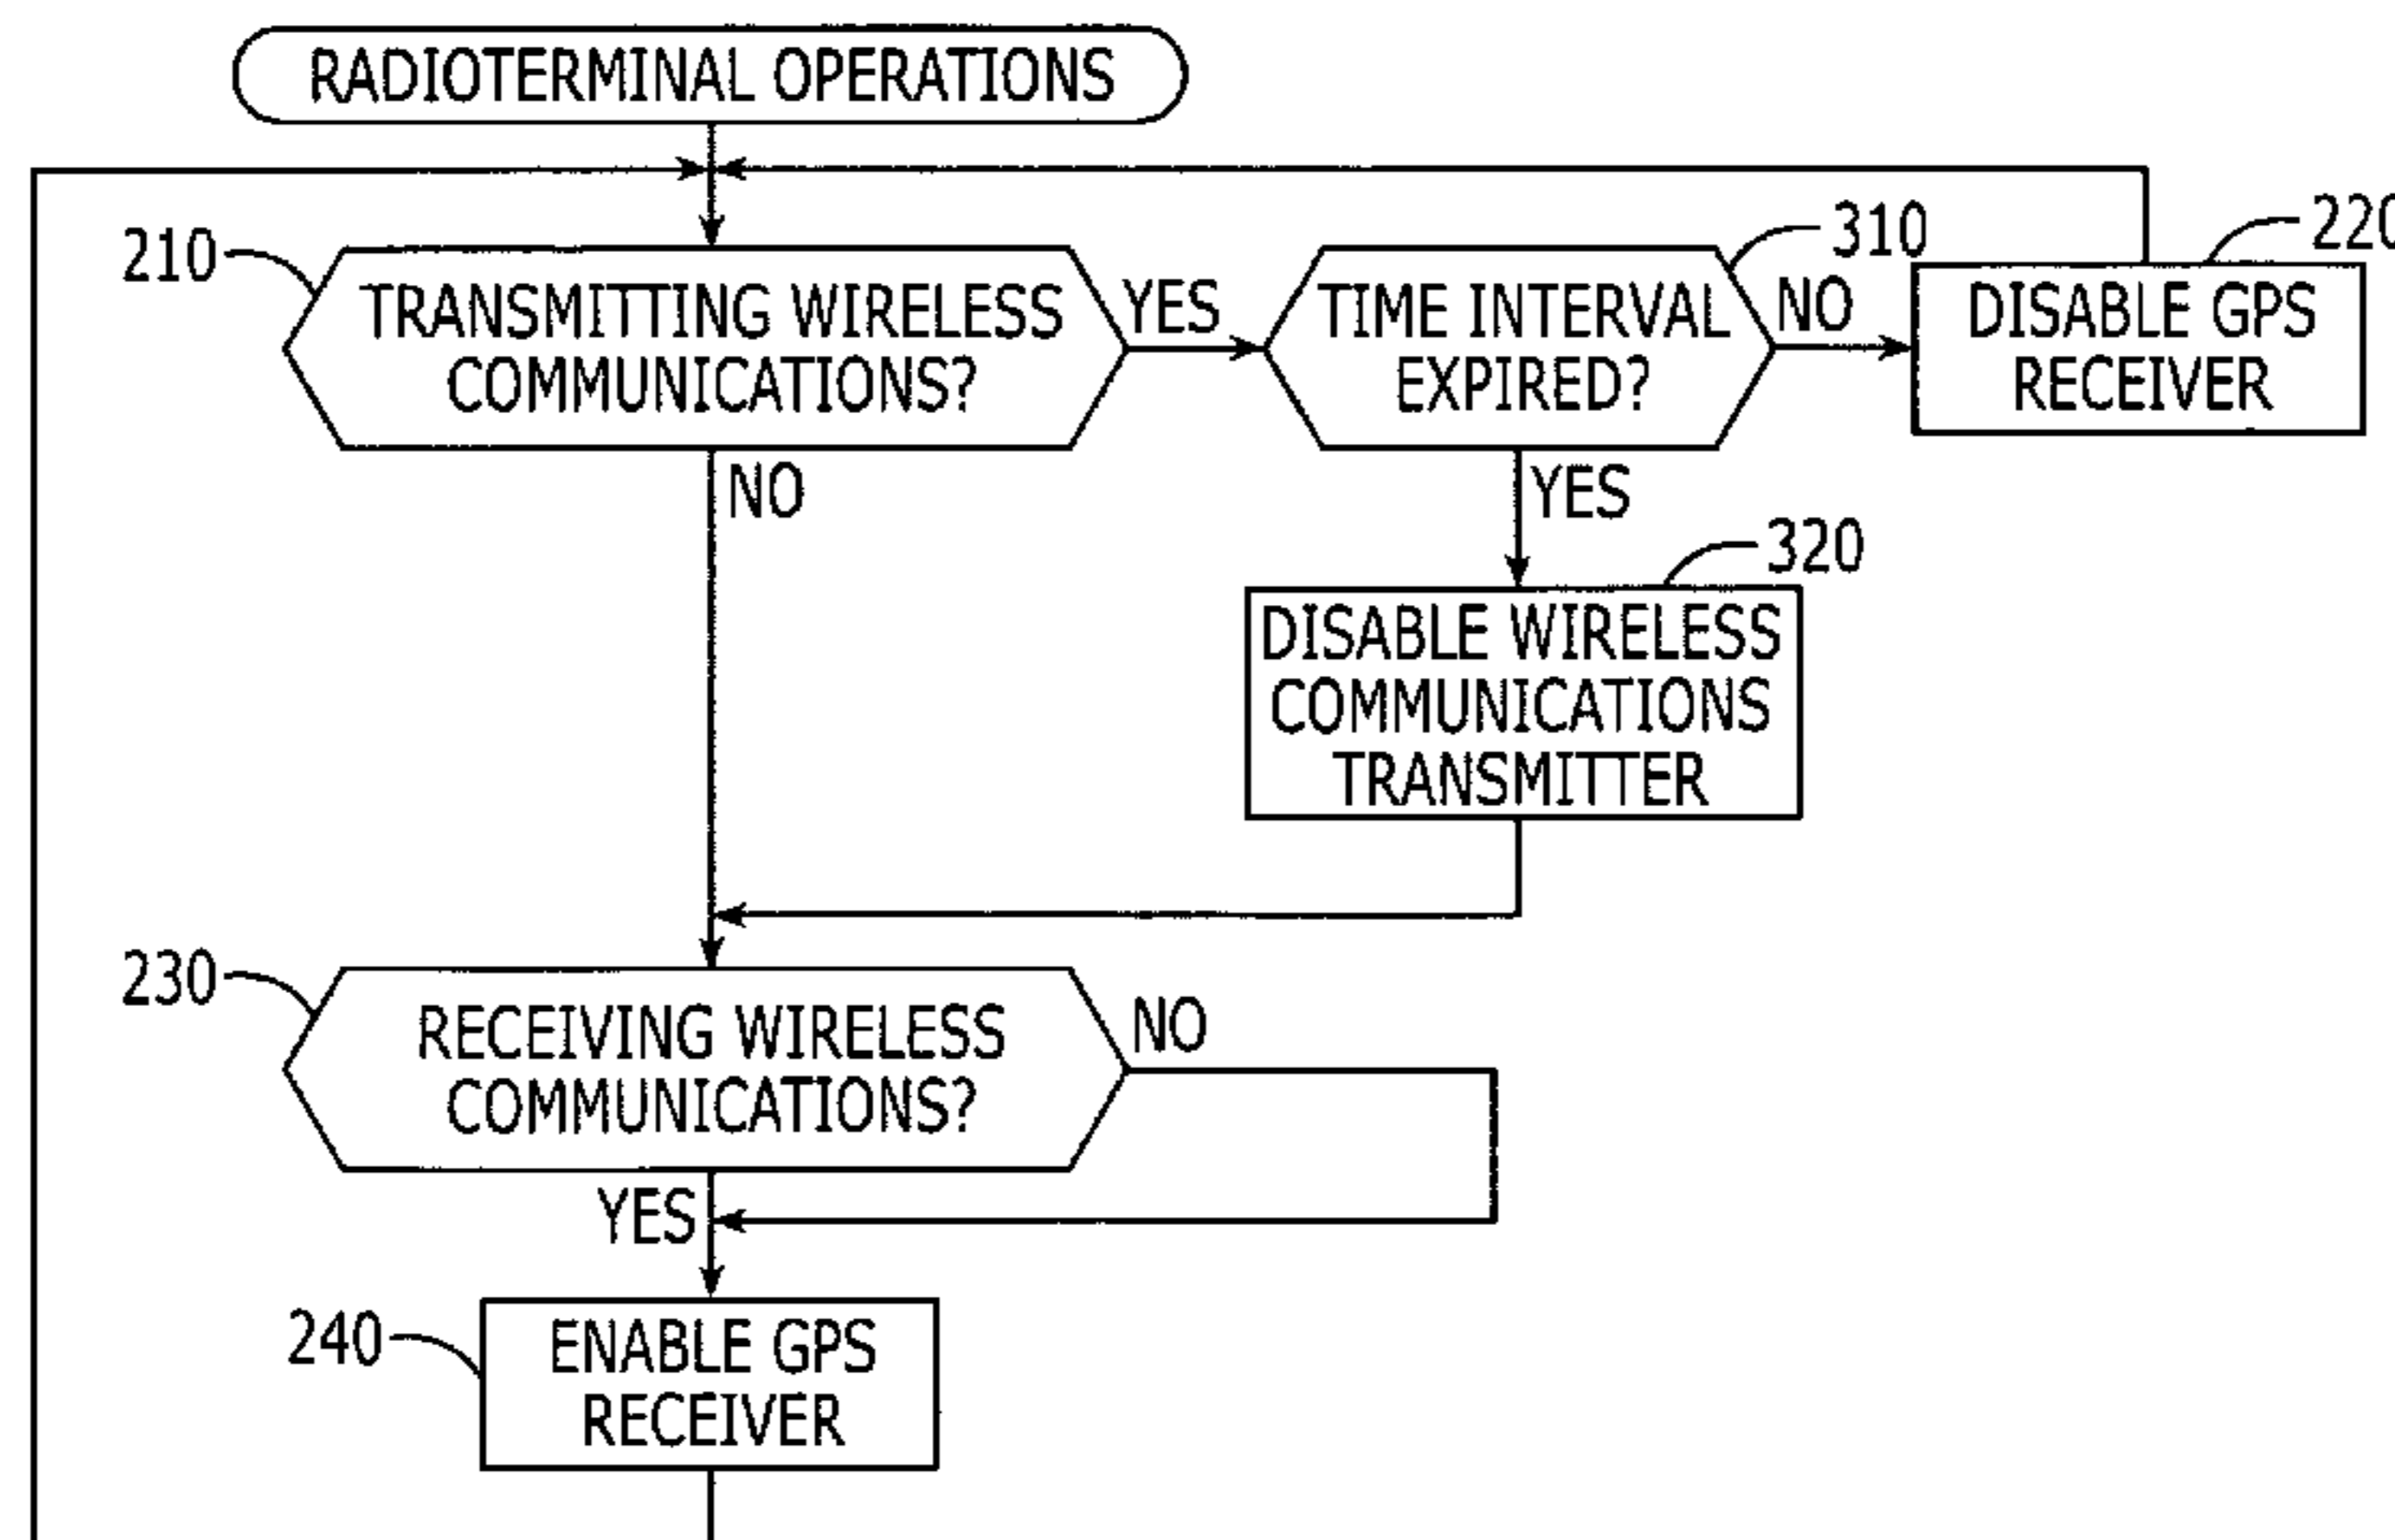 RADIOTERMINAL OPERATIONS
210
TRANSMITTING WIRELESS
COMMUNICATIONS?
YES
NO
310
TIME INTERVAL
EXPIRED?
NO
YES
220
DISABLE GPS
RECEIVER
320
DISABLE WIRELESS
COMMUNICATIONS
TRANSMITTER
230
RECEIVING WIRELESS
COMMUNICATIONS?
NO
YES
240
ENABLE GPS
RECEIVER